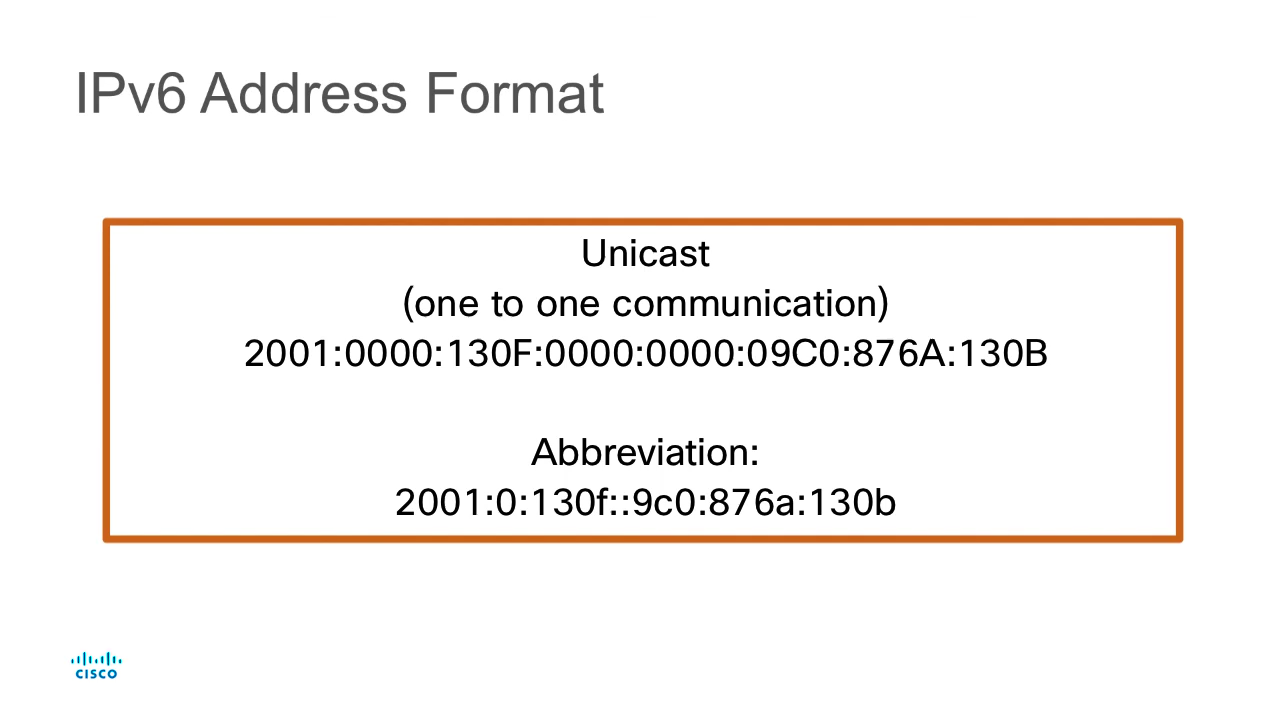 IPv6 Address Format
Unicast
(one to one communication)
2001:0000:130F:0000:0000:09C0:876A:130B
Abbreviation:
2001:0:130f::9c0:876a:130b
CISCO